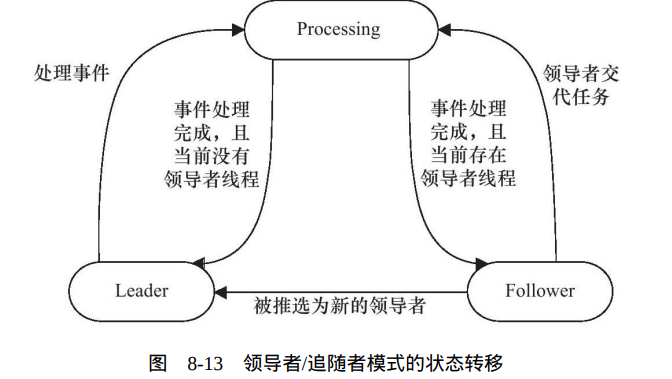 Processing
处理事件
领导者交
代任务
事件处理
完成，且
当前没有
领导者线程
事件处理
完成，且
当前存在
领导者线程
Leader
Follower
被推选为新的领导者
图 8-13 领导者/追随者模式的状态转移